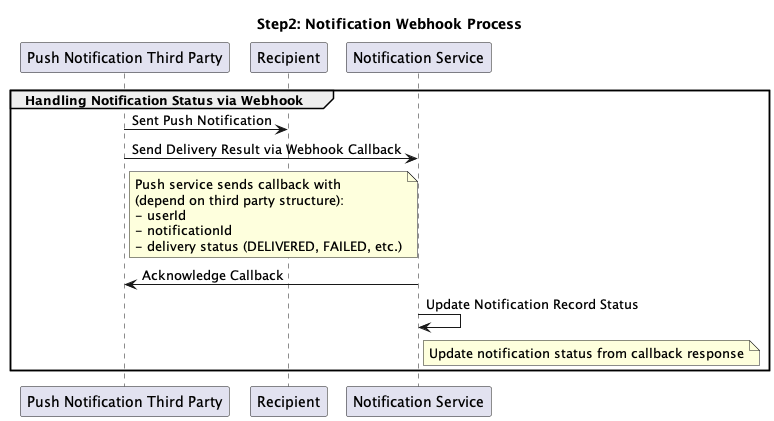 Step2: Notification Webhook Process
Push Notification Third Party
Recipient
Notification Service
Handling Notification Status via Webhook
Sent Push Notification
Send Delivery Result via Webhook Callback
Push service sends callback with
(depend on third party structure):
- userId
- notificationId
- delivery status (DELIVERED, FAILED, etc.)
Acknowledge Callback
Update Notification Record Status
Update notification status from callback response
Push Notification Third Party
Recipient
Notification Service